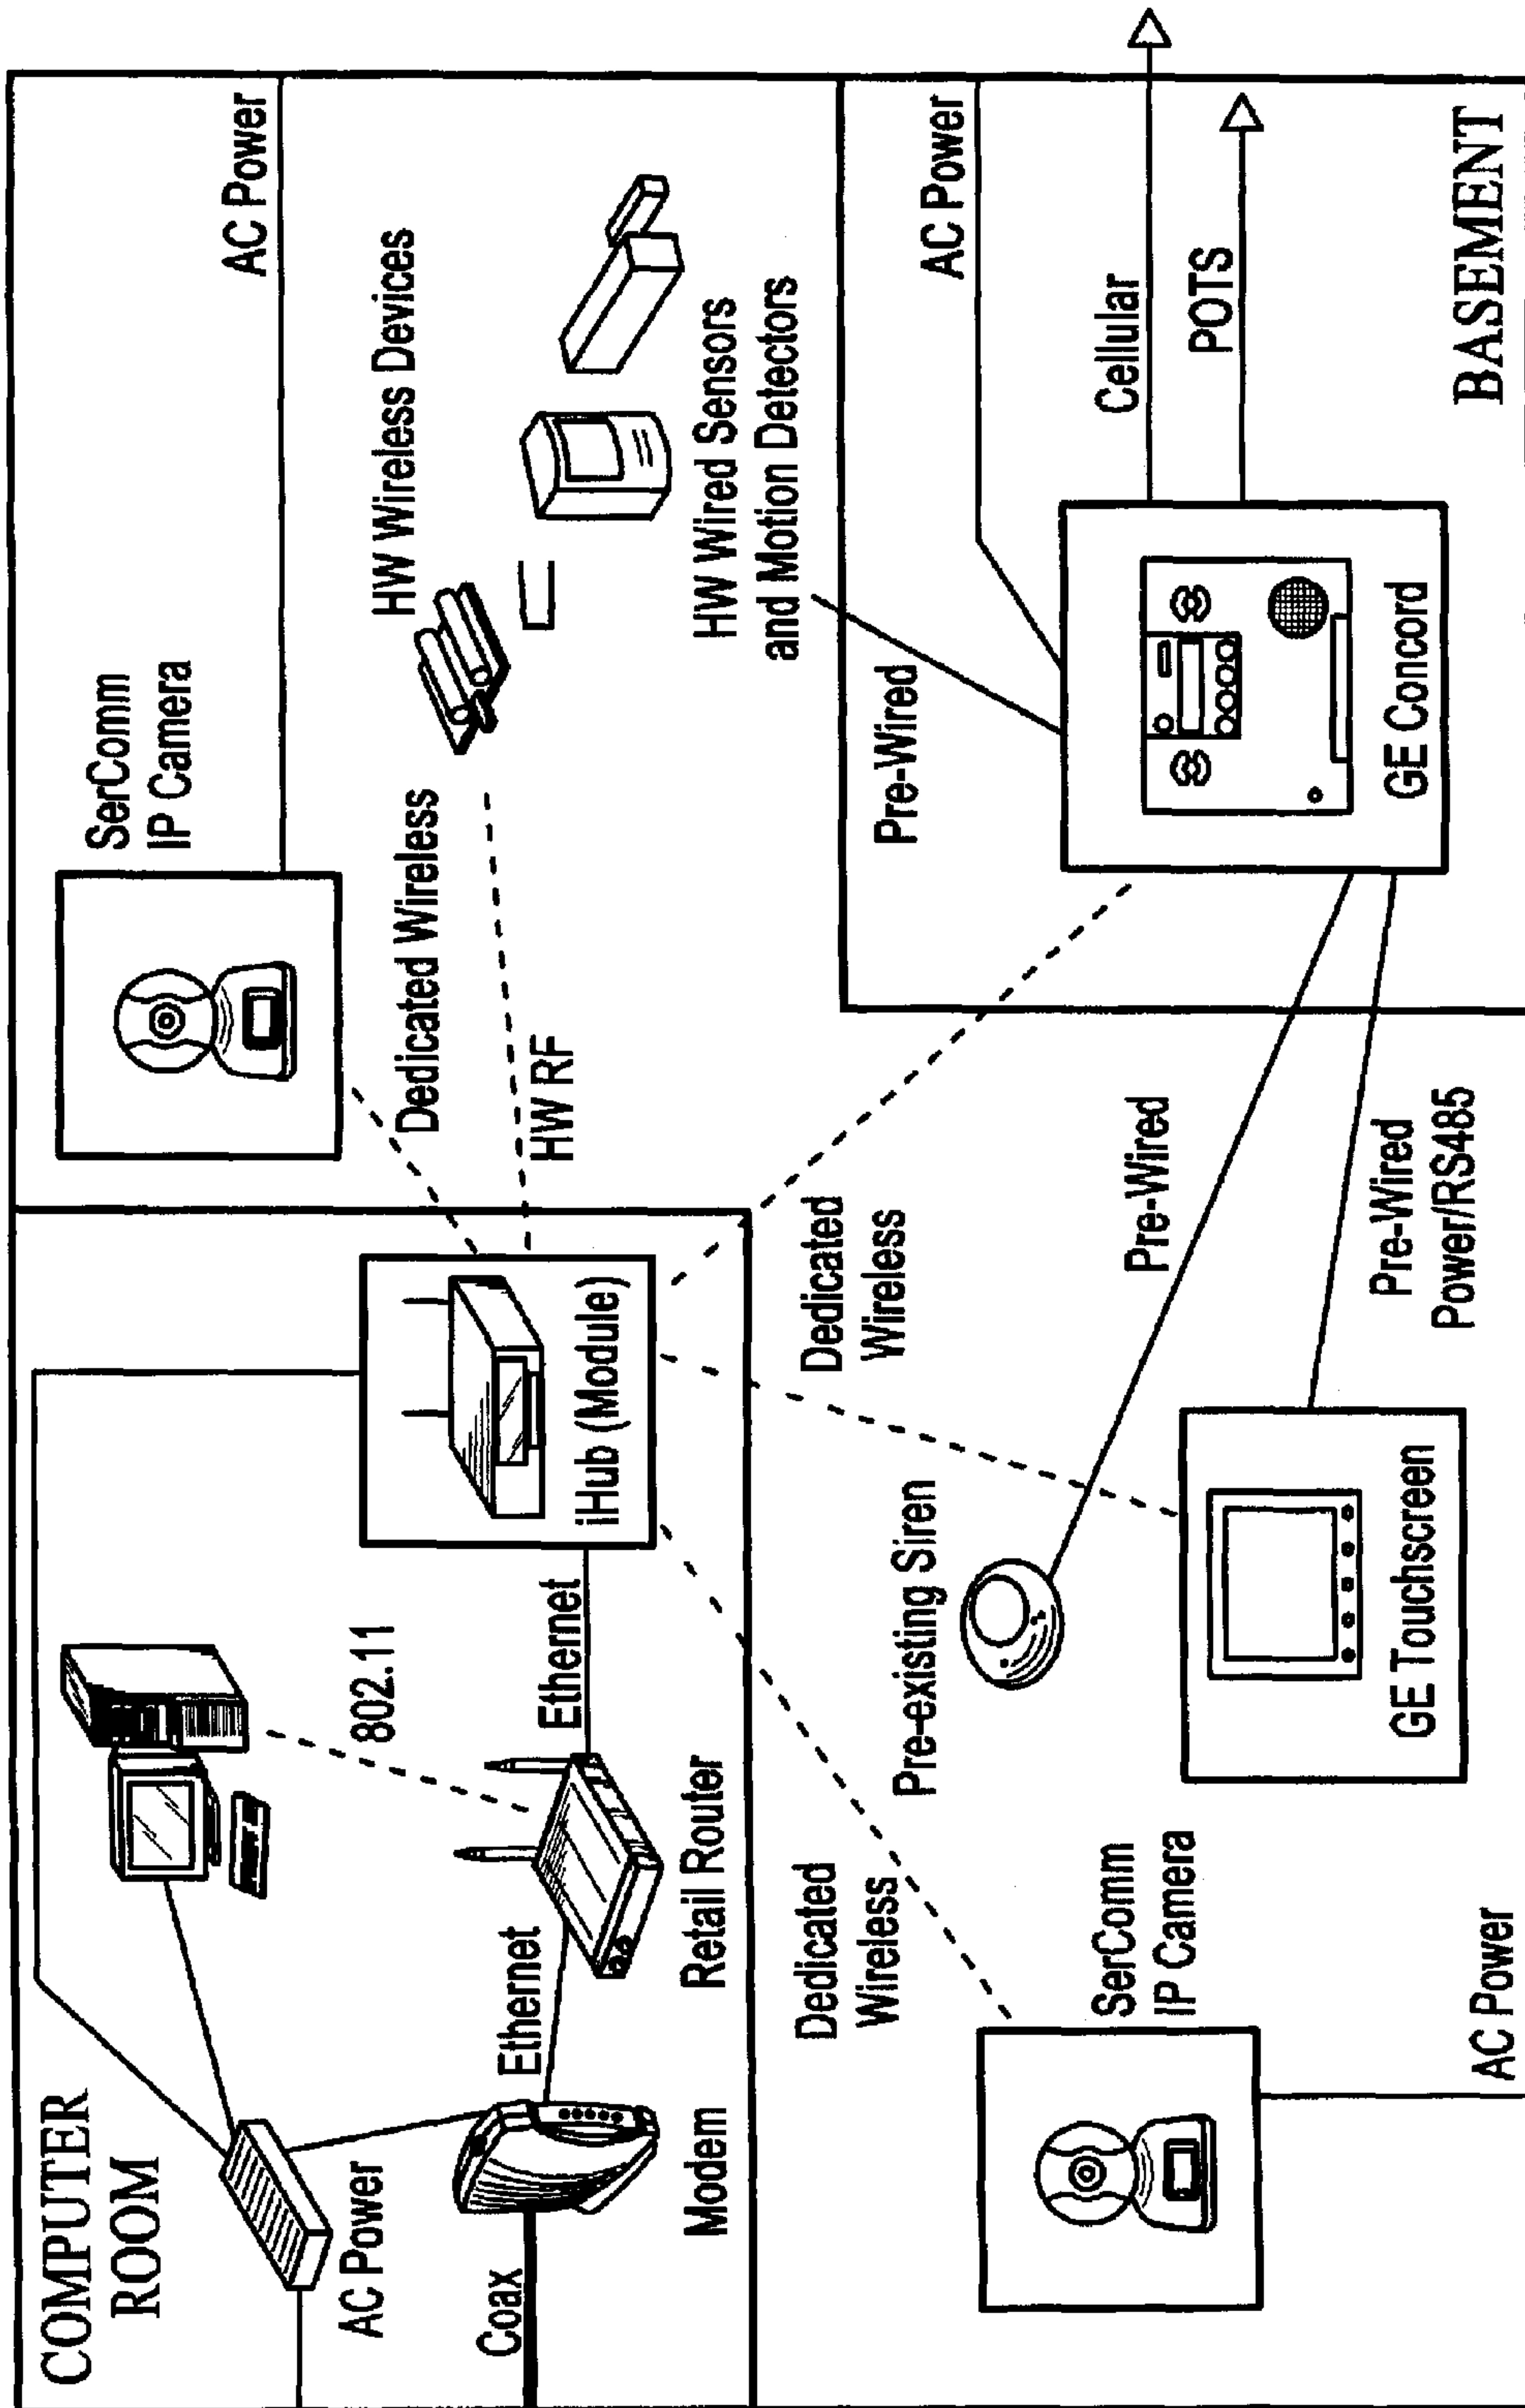 COMPUTER
ROOM
AC Power
Coax
Modem
Ethernet
Retail Router
802.11
Ethernet
iHub (Module)
SerComm
IP Camera
AC Power
Dedicated Wireless
HW RF
HW Wireless Devices
HW Wired Sensors
and Motion Detectors
Dedicated
Wireless
SerComm
IP Camera
AC Power
Pre-existing Siren
GE Touchscreen
Dedicated
Wireless
Pre-Wired
Pre-Wired
Power/RS485
Pre-Wired
AC Power
Cellular
POTS
GE Concord
BASEMENT